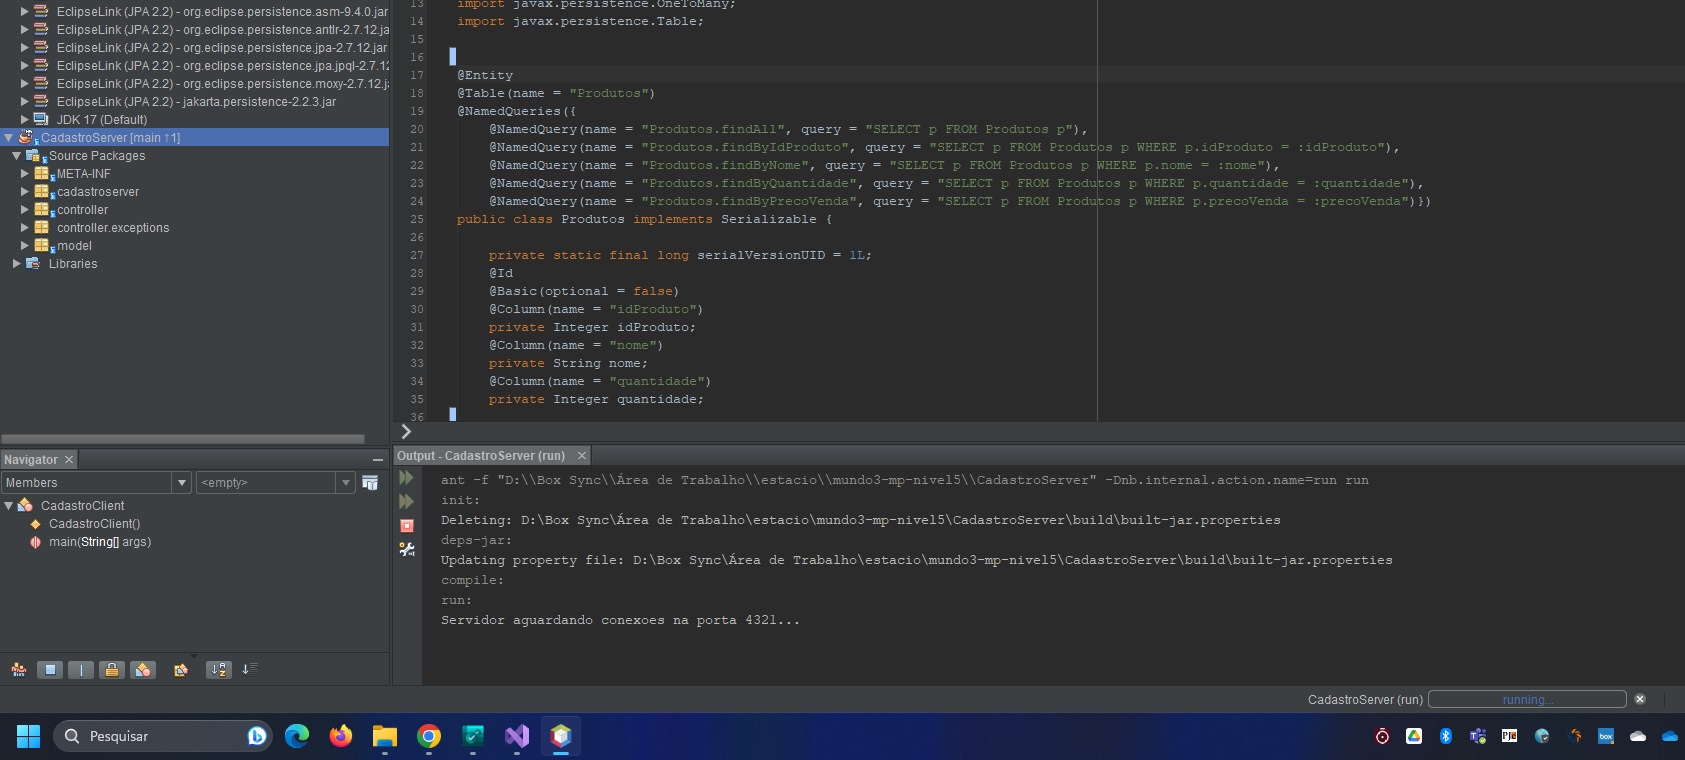 EclipseLink (JPA 2.2) - org.eclipse.persistence.asm-9.4.0.jar
EclipseLink (JPA 2.2) - org.eclipse.persistence.antlr-2.7.12.ja
EclipseLink (JPA 2.2) - org.eclipse.persistence.jpa-2.7.12.jar
EclipseLink (JPA 2.2) - org.eclipse.persistence.jpa.jpql-2.7.12
EclipseLink (JPA 2.2) - org.eclipse.persistence.moxy-2.7.12.ja
EclipseLink (JPA 2.2) - jakarta.persistence-2.2.3.jar
JDK 17 (Default)
CadastroServer [main ↑1]
Source Packages
META-INF
cadastroserver
controller
controller.exceptions
model
Libraries
13 import javax.persistence.OneToMany;
14 import javax.persistence.Table;
15
16
17 @Entity
18 @Table(name = "Produtos")
19 @NamedQueries({
20 @NamedQuery(name = "Produtos.findAll", query = "SELECT p FROM Produtos p"),
21 @NamedQuery(name = "Produtos.findByIdProduto", query = "SELECT p FROM Produtos p WHERE p.idProduto = :idProduto"),
22 @NamedQuery(name = "Produtos.findByNome", query = "SELECT p FROM Produtos p WHERE p.nome = :nome"),
23 @NamedQuery(name = "Produtos.findByQuantidade", query = "SELECT p FROM Produtos p WHERE p.quantidade = :quantidade"),
24 @NamedQuery(name = "Produtos.findByPrecoVenda", query = "SELECT p FROM Produtos p WHERE p.precoVenda = :precoVenda")})
25 public class Produtos implements Serializable {
26
27 private static final long serialVersionUID = 1L;
28 @Id
29 @Basic(optional = false)
30 @Column(name = "idProduto")
31 private Integer idProduto;
32 @Column(name = "nome")
33 private String nome;
34 @Column(name = "quantidade")
35 private Integer quantidade;
36
Navigator
Members
<empty>
CadastroClient
CadastroClient()
main(String[] args)
Output - CadastroServer (run)
ant -f "D:\\Box Sync\\Área de Trabalho\\estacio\\mundo3-mp-nivel5\\CadastroServer" -Dnb.internal.action.name=run run
init:
Deleting: D:\Box Sync\Área de Trabalho\estacio\mundo3-mp-nivel5\CadastroServer\build\built-jar.properties
deps-jar:
Updating property file: D:\Box Sync\Área de Trabalho\estacio\mundo3-mp-nivel5\CadastroServer\build\built-jar.properties
compile:
run:
Servidor aguardando conexoes na porta 4321...
CadastroServer (run)
running...
Pesquisar
PJe
box